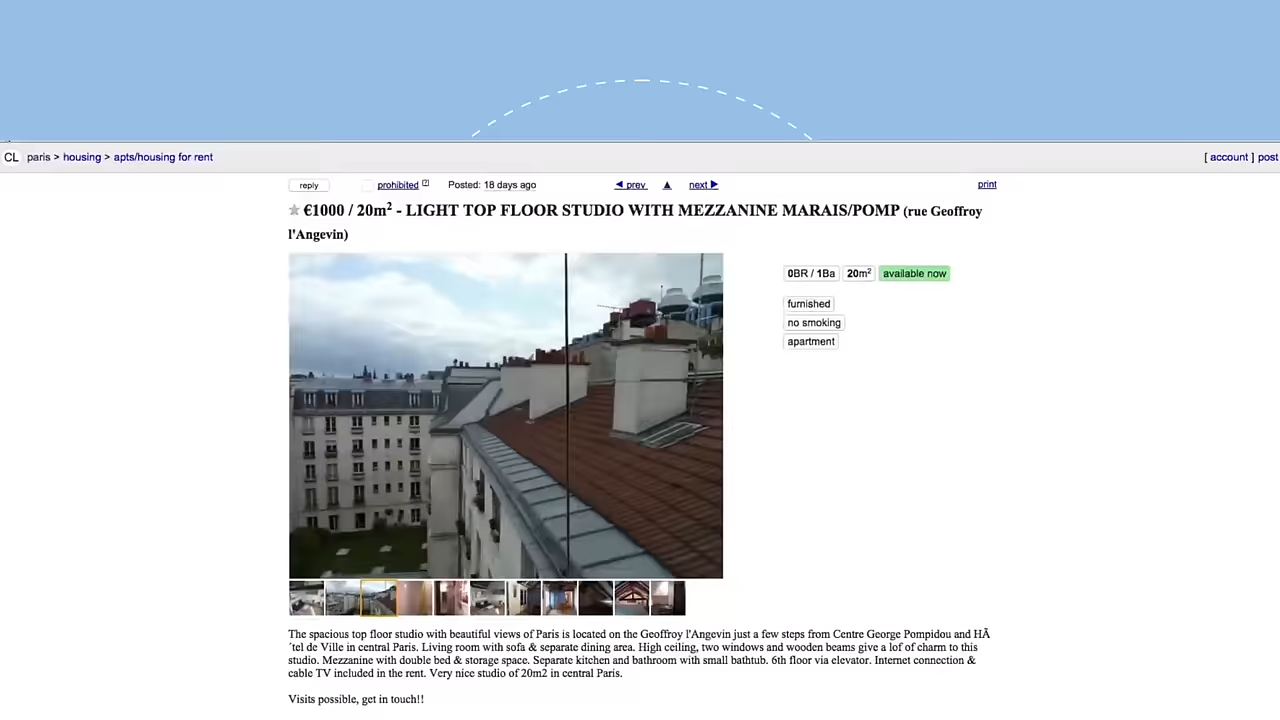 CL paris > housing > apts/housing for rent [ account ] post
reply prohibited [?] Posted: 18 days ago ◀ prev ▲ next ▶ print
★ €1000 / 20m² - LIGHT TOP FLOOR STUDIO WITH MEZZANINE MARAIS/POMP (rue Geoffroy
l'Angevin)
0BR / 1Ba 20m² available now
furnished
no smoking
apartment
The spacious top floor studio with beautiful views of Paris is located on the Geoffroy l'Angevin just a few steps from Centre George Pompidou and HÃ
´tel de Ville in central Paris. Living room with sofa & separate dining area. High ceiling, two windows and wooden beams give a lof of charm to this
studio. Mezzanine with double bed & storage space. Separate kitchen and bathroom with small bathtub. 6th floor via elevator. Internet connection &
cable TV included in the rent. Very nice studio of 20m2 in central Paris.
Visits possible, get in touch!!